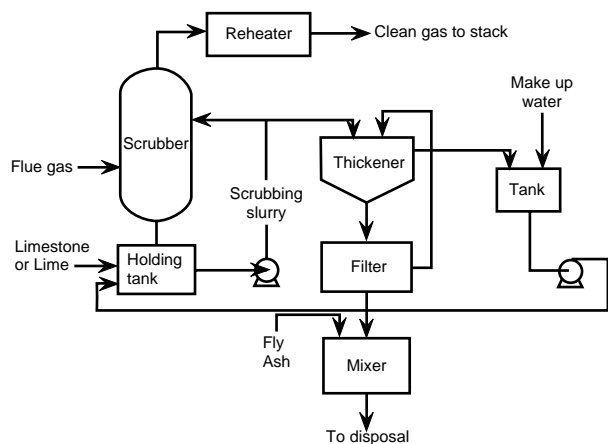 Reheater
Clean gas to stack
Make up
water
Scrubber
Thickener
Flue gas
Scrubbing
slurry
Tank
Limestone
or Lime
Holding
tank
Filter
Fly
Ash
Mixer
To disposal